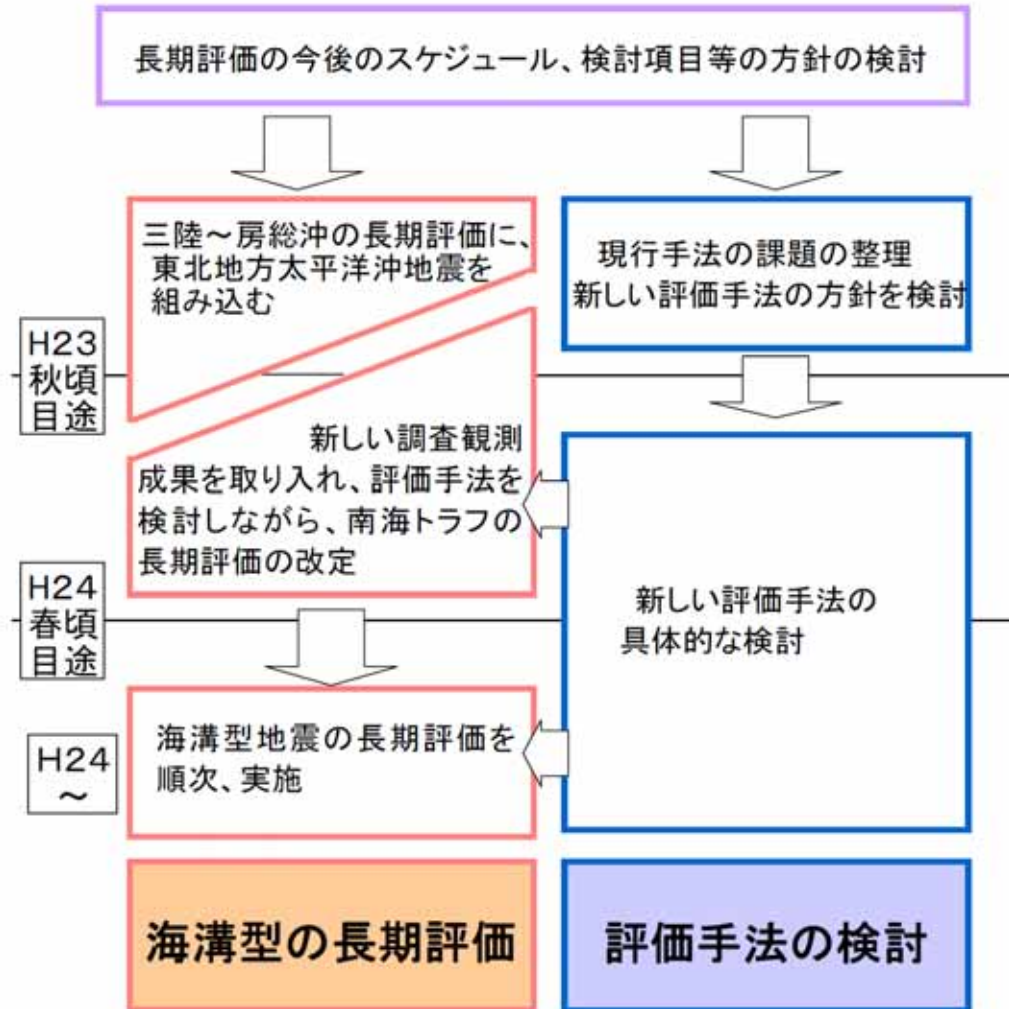 長期評価の今後のスケジュール、検討項目等の方針の検討
三陸～房総沖の長期評価に、
東北地方太平洋沖地震を
組み込む
現行手法の課題の整理
新しい評価手法の方針を検討
H23
秋頃
目途
新しい調査観測
成果を取り入れ、評価手法を
検討しながら、南海トラフの
長期評価の改定
H24
春頃
目途
新しい評価手法の
具体的な検討
H24
～
海溝型地震の長期評価を
順次、実施
海溝型の長期評価
評価手法の検討